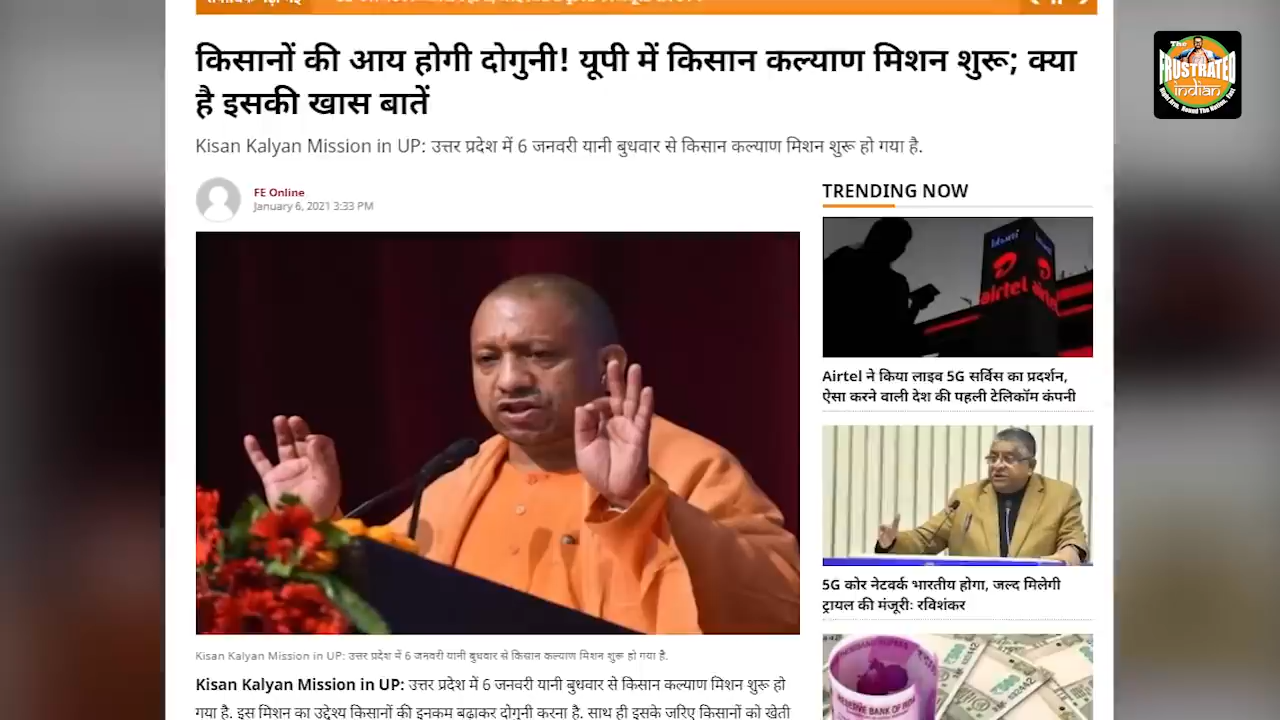 किसानों की आय होगी दोगुनी! यूपी में किसान कल्याण मिशन शुरू; क्या
है इसकी खास बातें
Kisan Kalyan Mission in UP: उत्तर प्रदेश में 6 जनवरी यानी बुधवार से किसान कल्याण मिशन शुरू हो गया है.
FE Online
January 6, 2021 3:33 PM
Kisan Kalyan Mission in UP: उत्तर प्रदेश में 6 जनवरी यानी बुधवार से किसान कल्याण मिशन शुरू हो गया है.
Kisan Kalyan Mission in UP: उत्तर प्रदेश में 6 जनवरी यानी बुधवार से किसान कल्याण मिशन शुरू हो
गया है. इस मिशन का उद्देश्य किसानों की इनकम बढ़ाकर दोगुनी करना है. साथ ही इसके जरिए किसानों को खेती
TRENDING NOW
airtel
Airtel ने किया लाइव 5G सर्विस का प्रदर्शन,
ऐसा करने वाली देश की पहली टेलिकॉम कंपनी
5G कोर नेटवर्क भारतीय होगा, जल्द मिलेगी
ट्रायल की मंजूरी: रविशंकर
RESERVE BANK OF INDIA
The
FRUSTRATED
indian